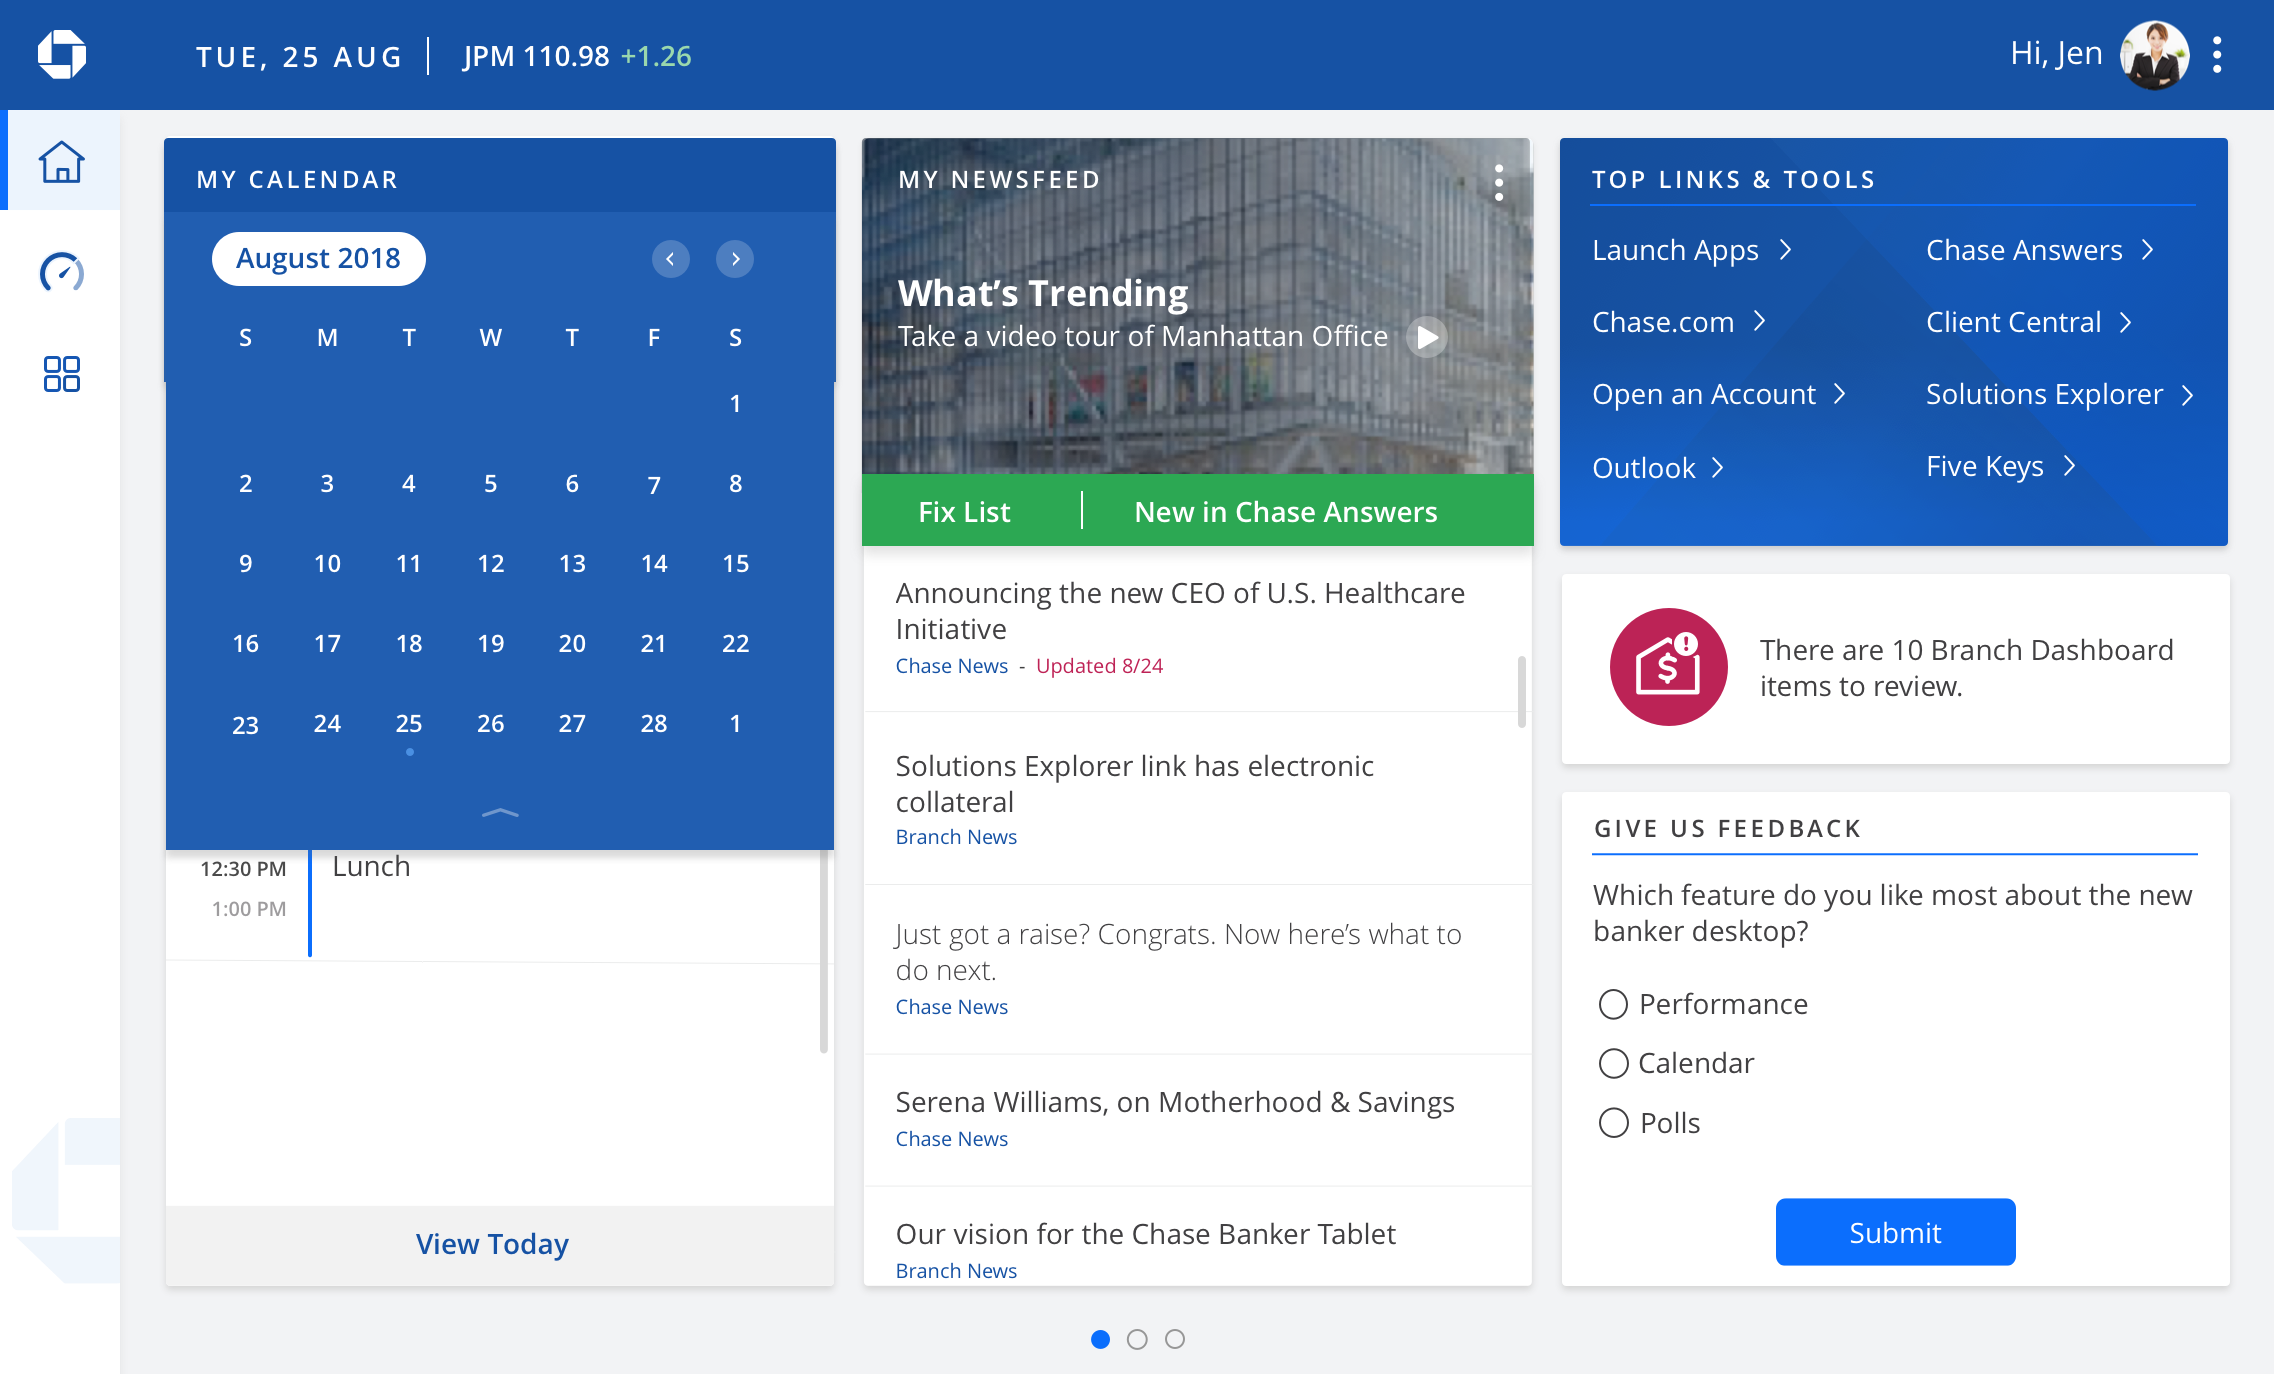 TUE, 25 AUG
JPM 110.98 +1.26
Hi, Jen
MY CALENDAR
August 2018
S M T W T F S
1
2 3 4 5 6 7 8
9 10 11 12 13 14 15
16 17 18 19 20 21 22
23 24 25 26 27 28 1
12:30 PM Lunch
1:00 PM
View Today
MY NEWSFEED
What’s Trending
Take a video tour of Manhattan Office
Fix List
New in Chase Answers
Announcing the new CEO of U.S. Healthcare
Initiative
Chase News - Updated 8/24
Solutions Explorer link has electronic
collateral
Branch News
Just got a raise? Congrats. Now here’s what to
do next.
Chase News
Serena Williams, on Motherhood & Savings
Chase News
Our vision for the Chase Banker Tablet
Branch News
TOP LINKS & TOOLS
Launch Apps
Chase Answers
Chase.com
Client Central
Open an Account
Solutions Explorer
Outlook
Five Keys
$
!
There are 10 Branch Dashboard
items to review.
GIVE US FEEDBACK
Which feature do you like most about the new
banker desktop?
Performance
Calendar
Polls
Submit